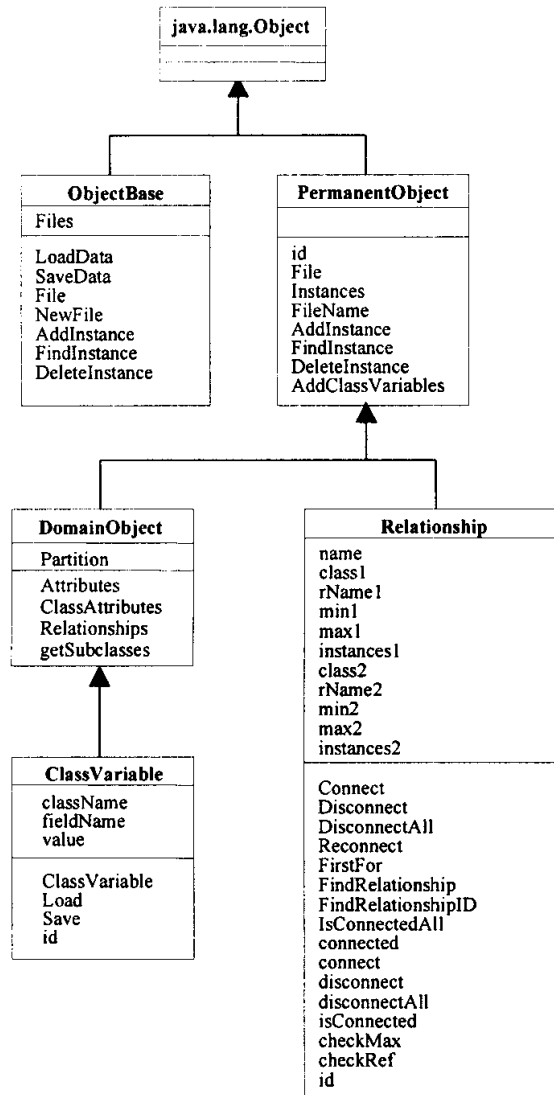 java.lang.Object
ObjectBase
Files
LoadData
SaveData
File
NewFile
AddInstance
FindInstance
DeleteInstance
PermanentObject
id
File
Instances
FileName
AddInstance
FindInstance
DeleteInstance
AddClassVariables
DomainObject
Partition
Attributes
ClassAttributes
Relationships
getSubclasses
ClassVariable
className
fieldName
value
ClassVariable
Load
Save
id
Relationship
name
class1
rName1
min1
max1
instances1
class2
rName2
min2
max2
instances2
Connect
Disconnect
DisconnectAll
Reconnect
FirstFor
FindRelationship
FindRelationshipID
IsConnectedAll
connected
connect
disconnect
disconnectAll
isConnected
checkMax
checkRef
id